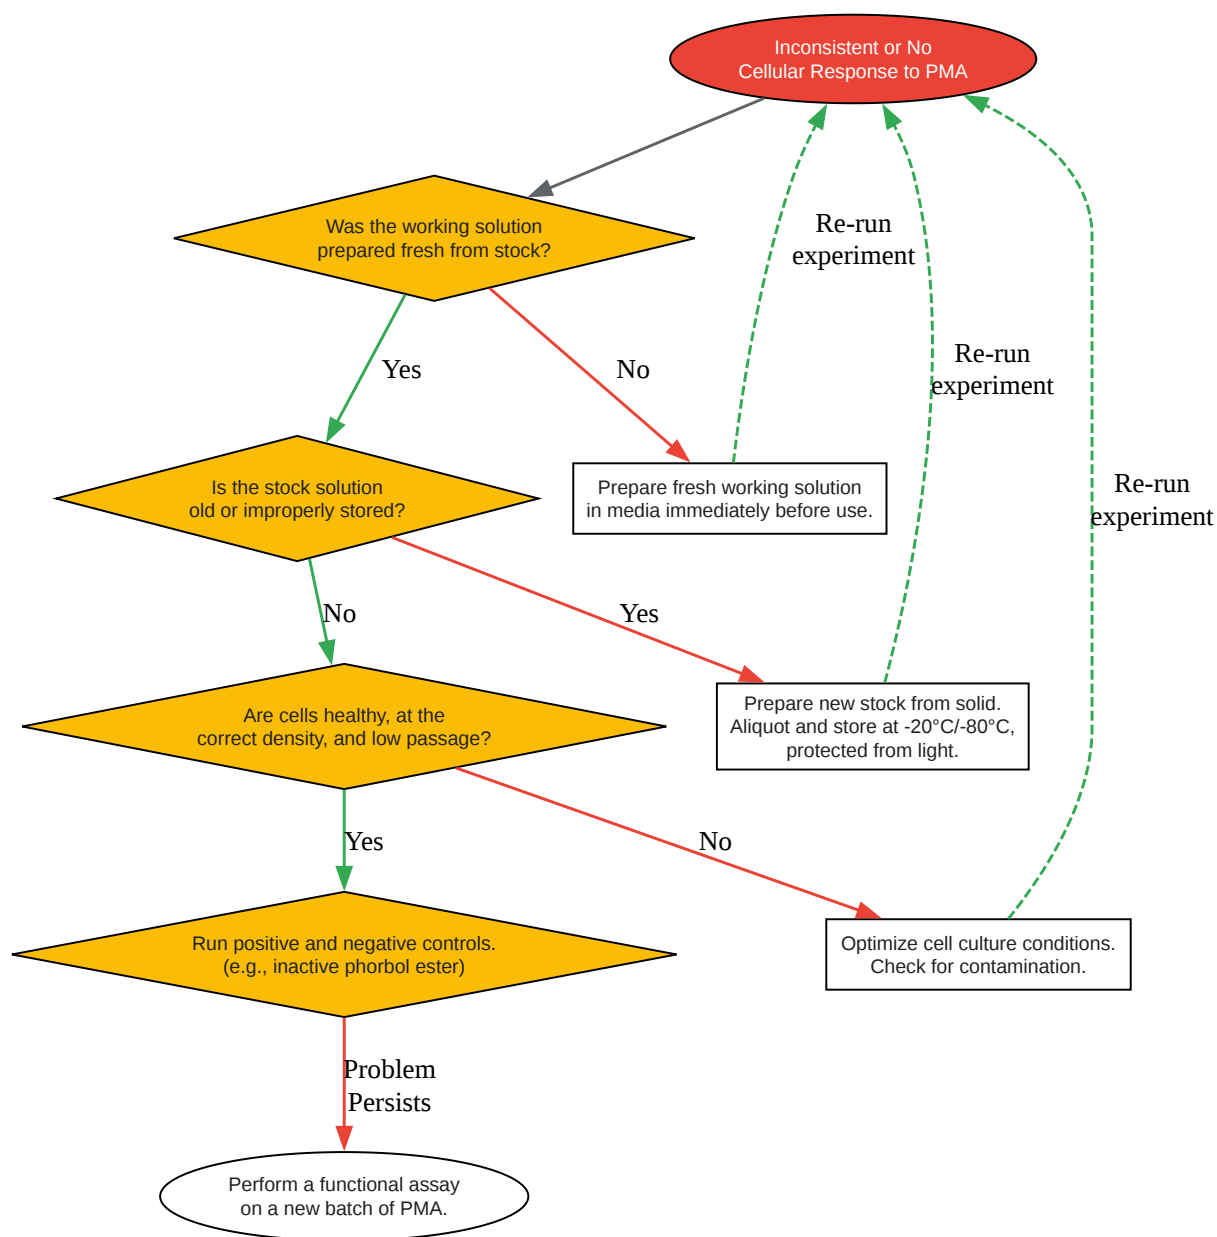 Inconsistent or No
Cellular Response to PMA
Was the working solution
prepared fresh from stock?
Re-run
experiment
Yes
No
Re-run
experiment
Is the stock solution
old or improperly stored?
Prepare fresh working solution
in media immediately before use.
Re-run
experiment
No
Yes
Are cells healthy, at the
correct density, and low passage?
Prepare new stock from solid.
Aliquot and store at -20°C/-80°C,
protected from light.
Yes
No
Run positive and negative controls.
(e.g., inactive phorbol ester)
Optimize cell culture conditions.
Check for contamination.
Problem
Persists
Perform a functional assay
on a new batch of PMA.